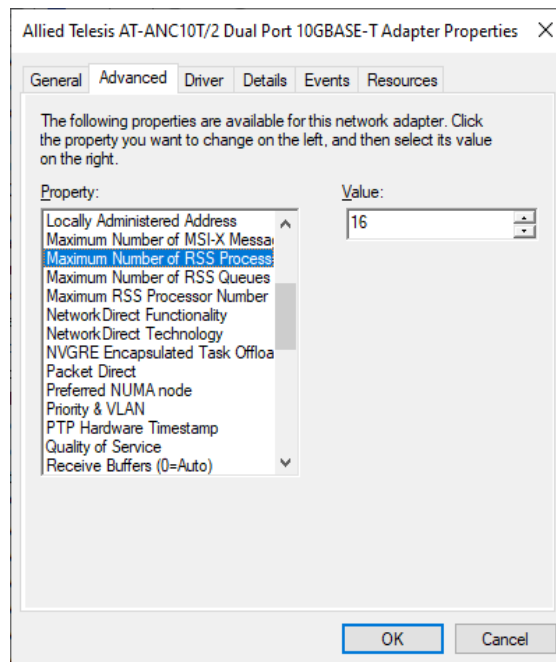 Allied Telesis AT-ANC10T/2 Dual Port 10GBASE-T Adapter Properties
General Advanced Driver Details Events Resources
The following properties are available for this network adapter. Click
the property you want to change on the left, and then select its value
on the right.
Property:
Value:
Locally Administered Address
Maximum Number of MSI-X Messa
Maximum Number of RSS Process
Maximum Number of RSS Queues
Maximum RSS Processor Number
NetworkDirect Functionality
NetworkDirect Technology
NVGRE Encapsulated Task Offloa
Packet Direct
Preferred NUMA node
Priority & VLAN
PTP Hardware Timestamp
Quality of Service
Receive Buffers (0=Auto)
16
OK Cancel